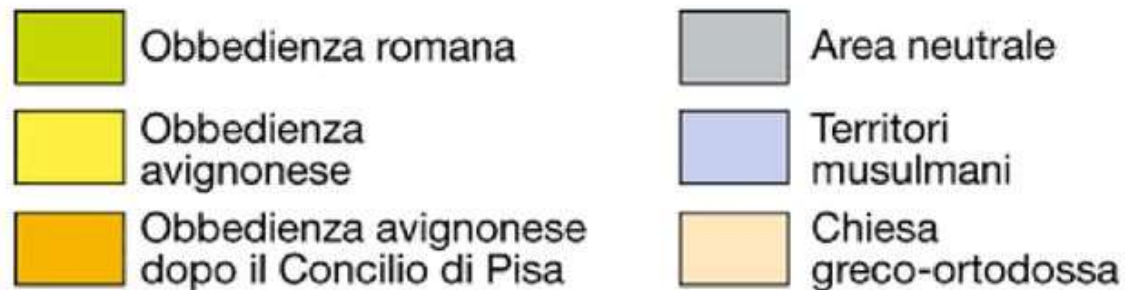 Obbedienza romana
Obbedienza
avignonese
Obbedienza avignonese
dopo il Concilio di Pisa
Area neutrale
Territori
musulmani
Chiesa
greco-ortodossa